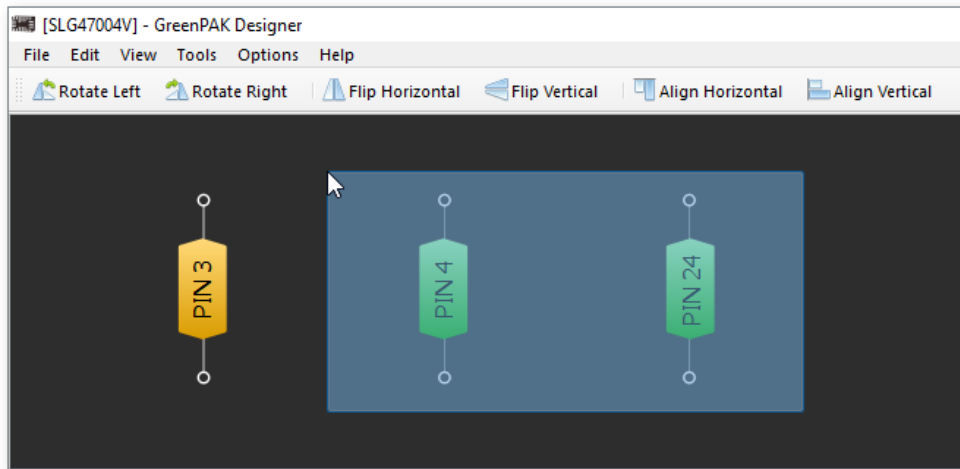 [SLG47004V] - GreenPAK Designer
File Edit View Tools Options Help
Rotate Left Rotate Right Flip Horizontal Flip Vertical Align Horizontal Align Vertical
PIN 3
PIN 4
PIN 24